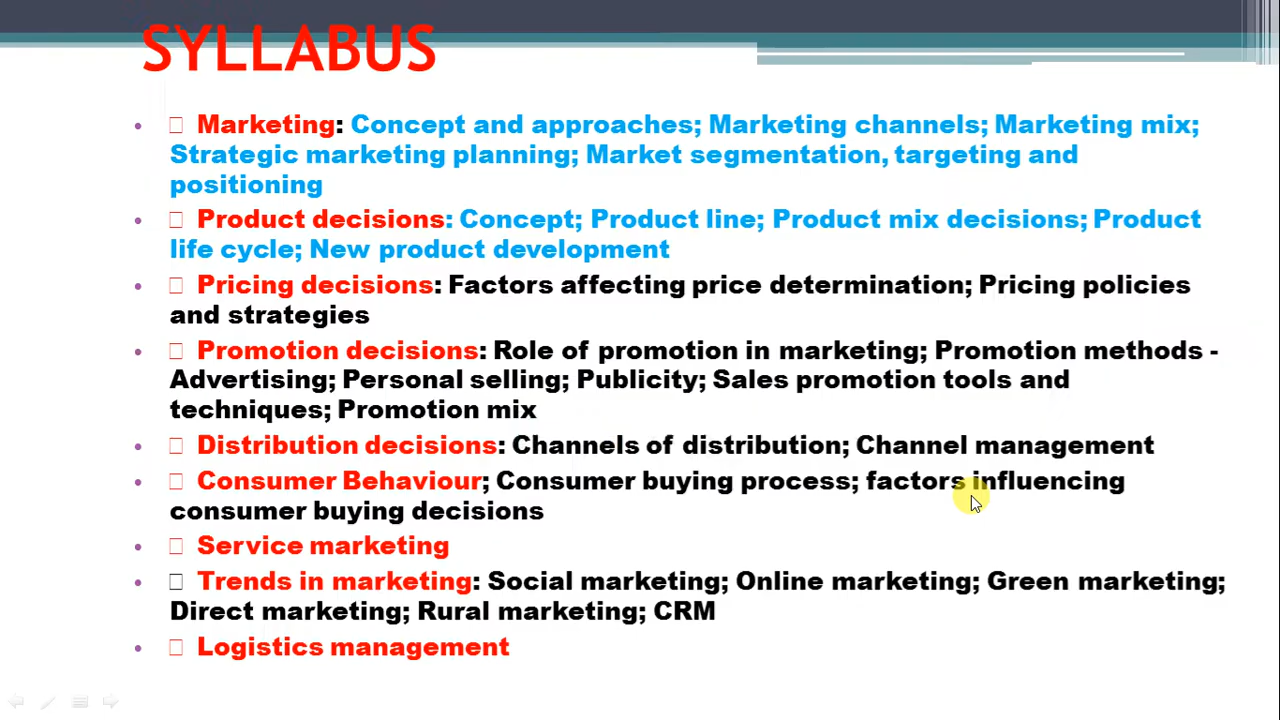 SYLLABUS
• Marketing: Concept and approaches; Marketing channels; Marketing mix;
Strategic marketing planning; Market segmentation, targeting and
positioning
• Product decisions: Concept; Product line; Product mix decisions; Product
life cycle; New product development
• Pricing decisions: Factors affecting price determination; Pricing policies
and strategies
• Promotion decisions: Role of promotion in marketing; Promotion methods -
Advertising; Personal selling; Publicity; Sales promotion tools and
techniques; Promotion mix
• Distribution decisions: Channels of distribution; Channel management
• Consumer Behaviour; Consumer buying process; factors influencing
consumer buying decisions
• Service marketing
• Trends in marketing: Social marketing; Online marketing; Green marketing;
Direct marketing; Rural marketing; CRM
• Logistics management